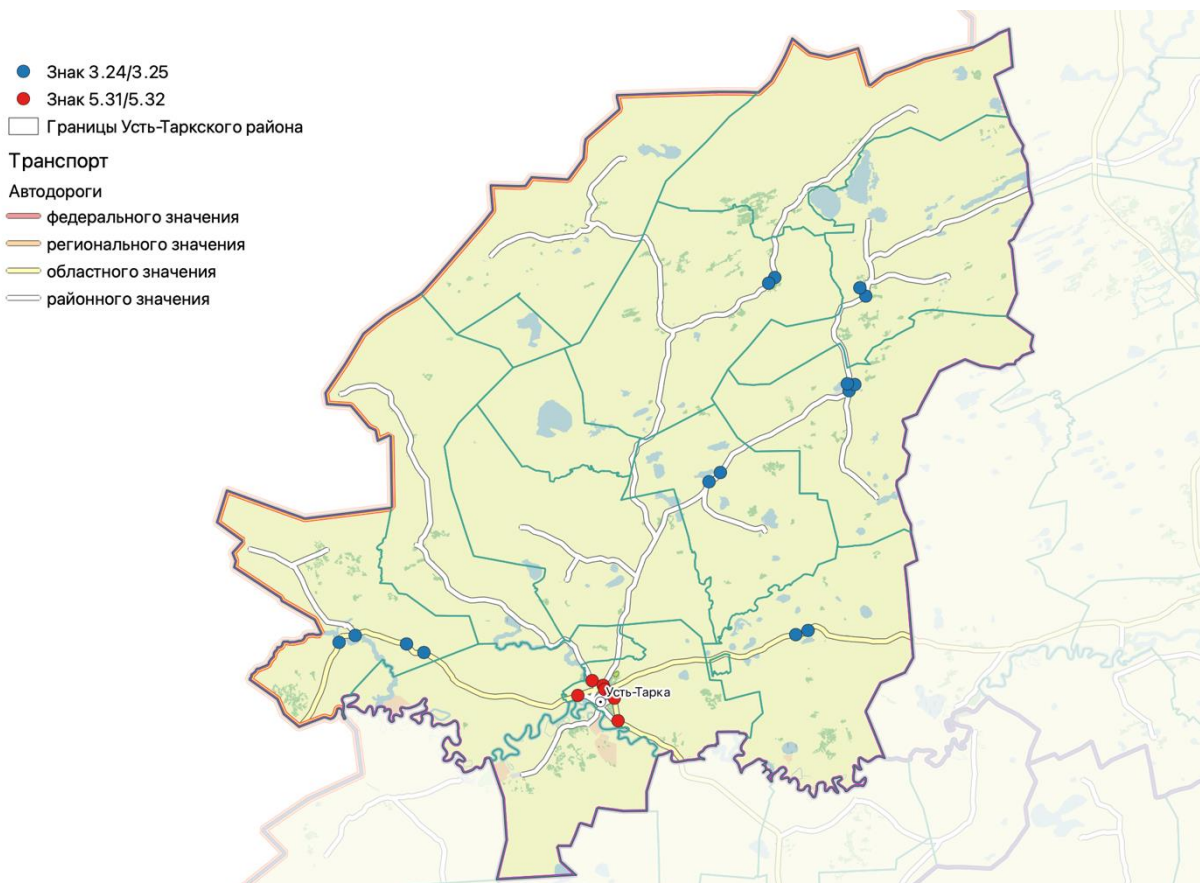 Знак 3.24/3.25
Знак 5.31/5.32
Границы Усть-Таркского района
Транспорт
Автодороги
федерального значения
регионального значения
областного значения
районного значения
Усть-Тарка